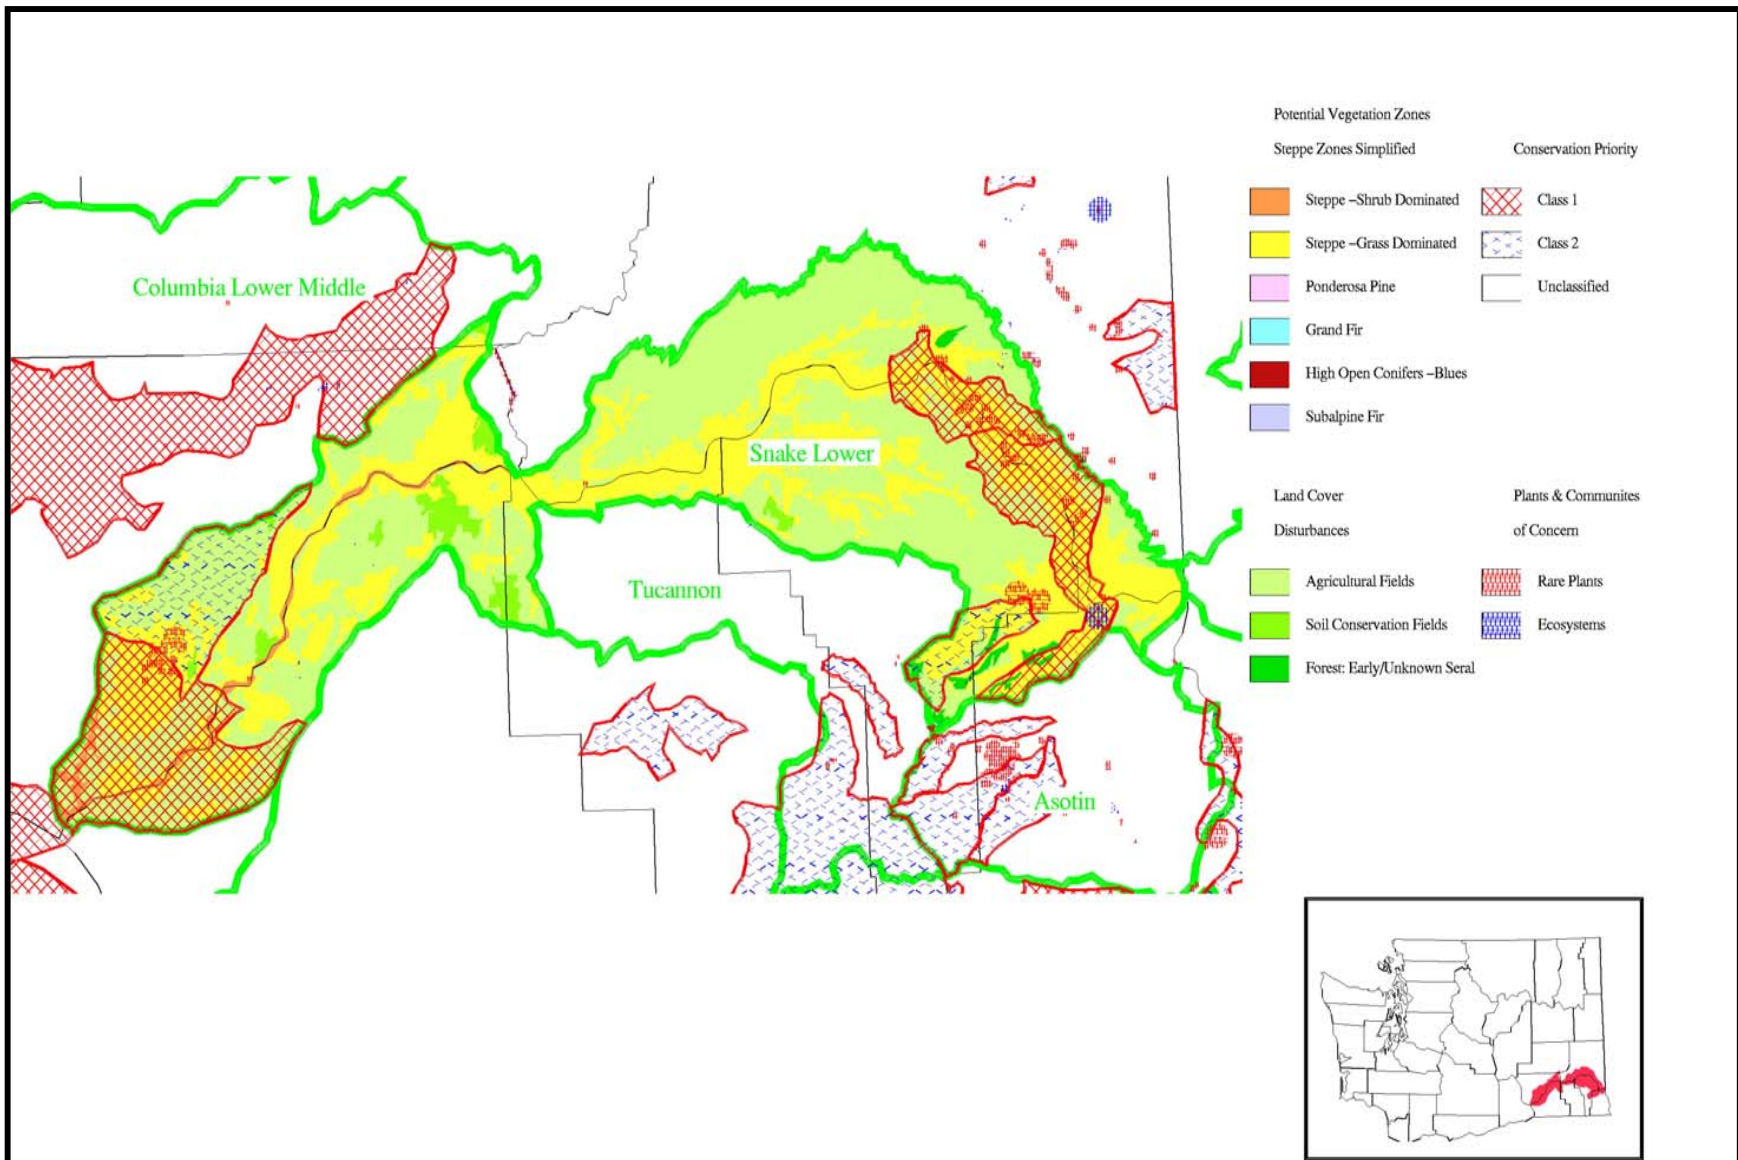 Columbia Lower Middle
Snake Lower
Tucannon
Asotin
Potential Vegetation Zones
Steppe Zones Simplified
Steppe –Shrub Dominated
Steppe –Grass Dominated
Ponderosa Pine
Grand Fir
High Open Conifers –Blues
Subalpine Fir
Conservation Priority
Class 1
Class 2
Unclassified
Land Cover
Disturbances
Agricultural Fields
Soil Conservation Fields
Forest: Early/Unknown Seral
Plants & Communites
of Concern
Rare Plants
Ecosystems